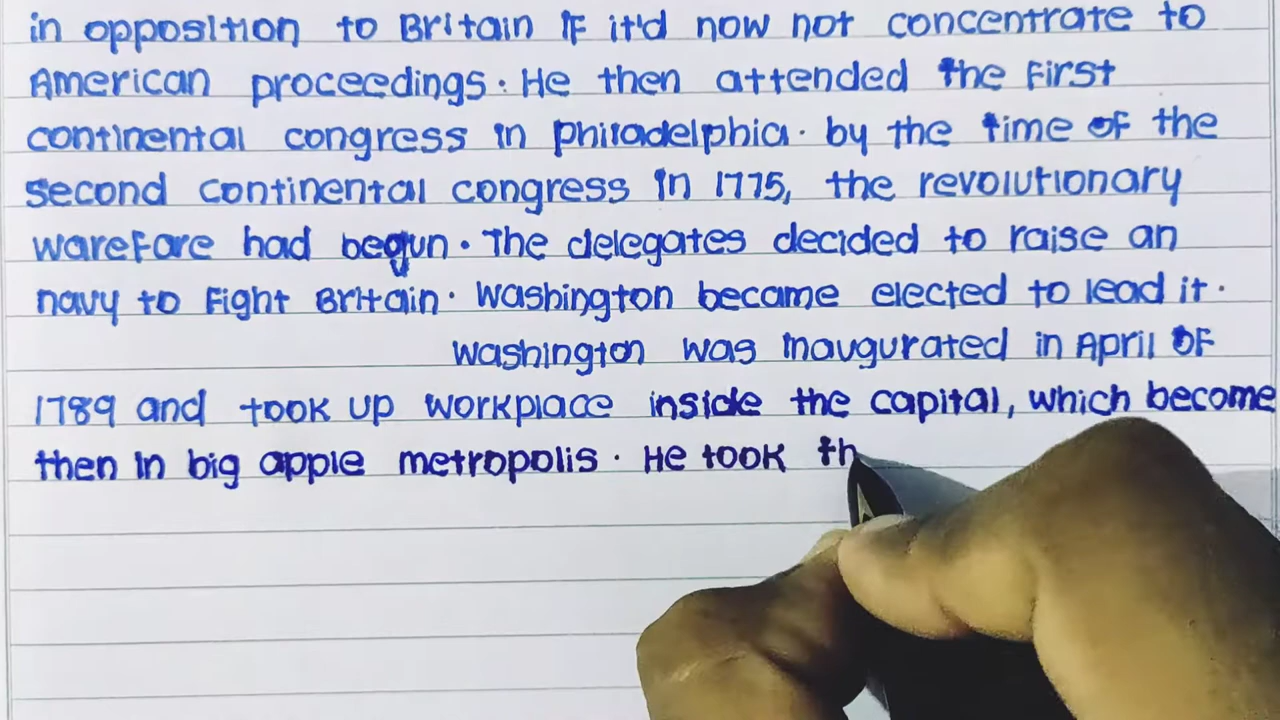 in opposition to Britain if it'd now not concentrate to
American proceedings. He then attended the first
continental congress in philadelphia. by the time of the
second continental congress in 1775, the revolutionary
warefare had begun. The delegates decided to raise an
navy to fight Britain. Washington became elected to lead it.
Washington was inaugurated in April of
1789 and took up workplace inside the capital, which become
then in big apple metropolis. He took th